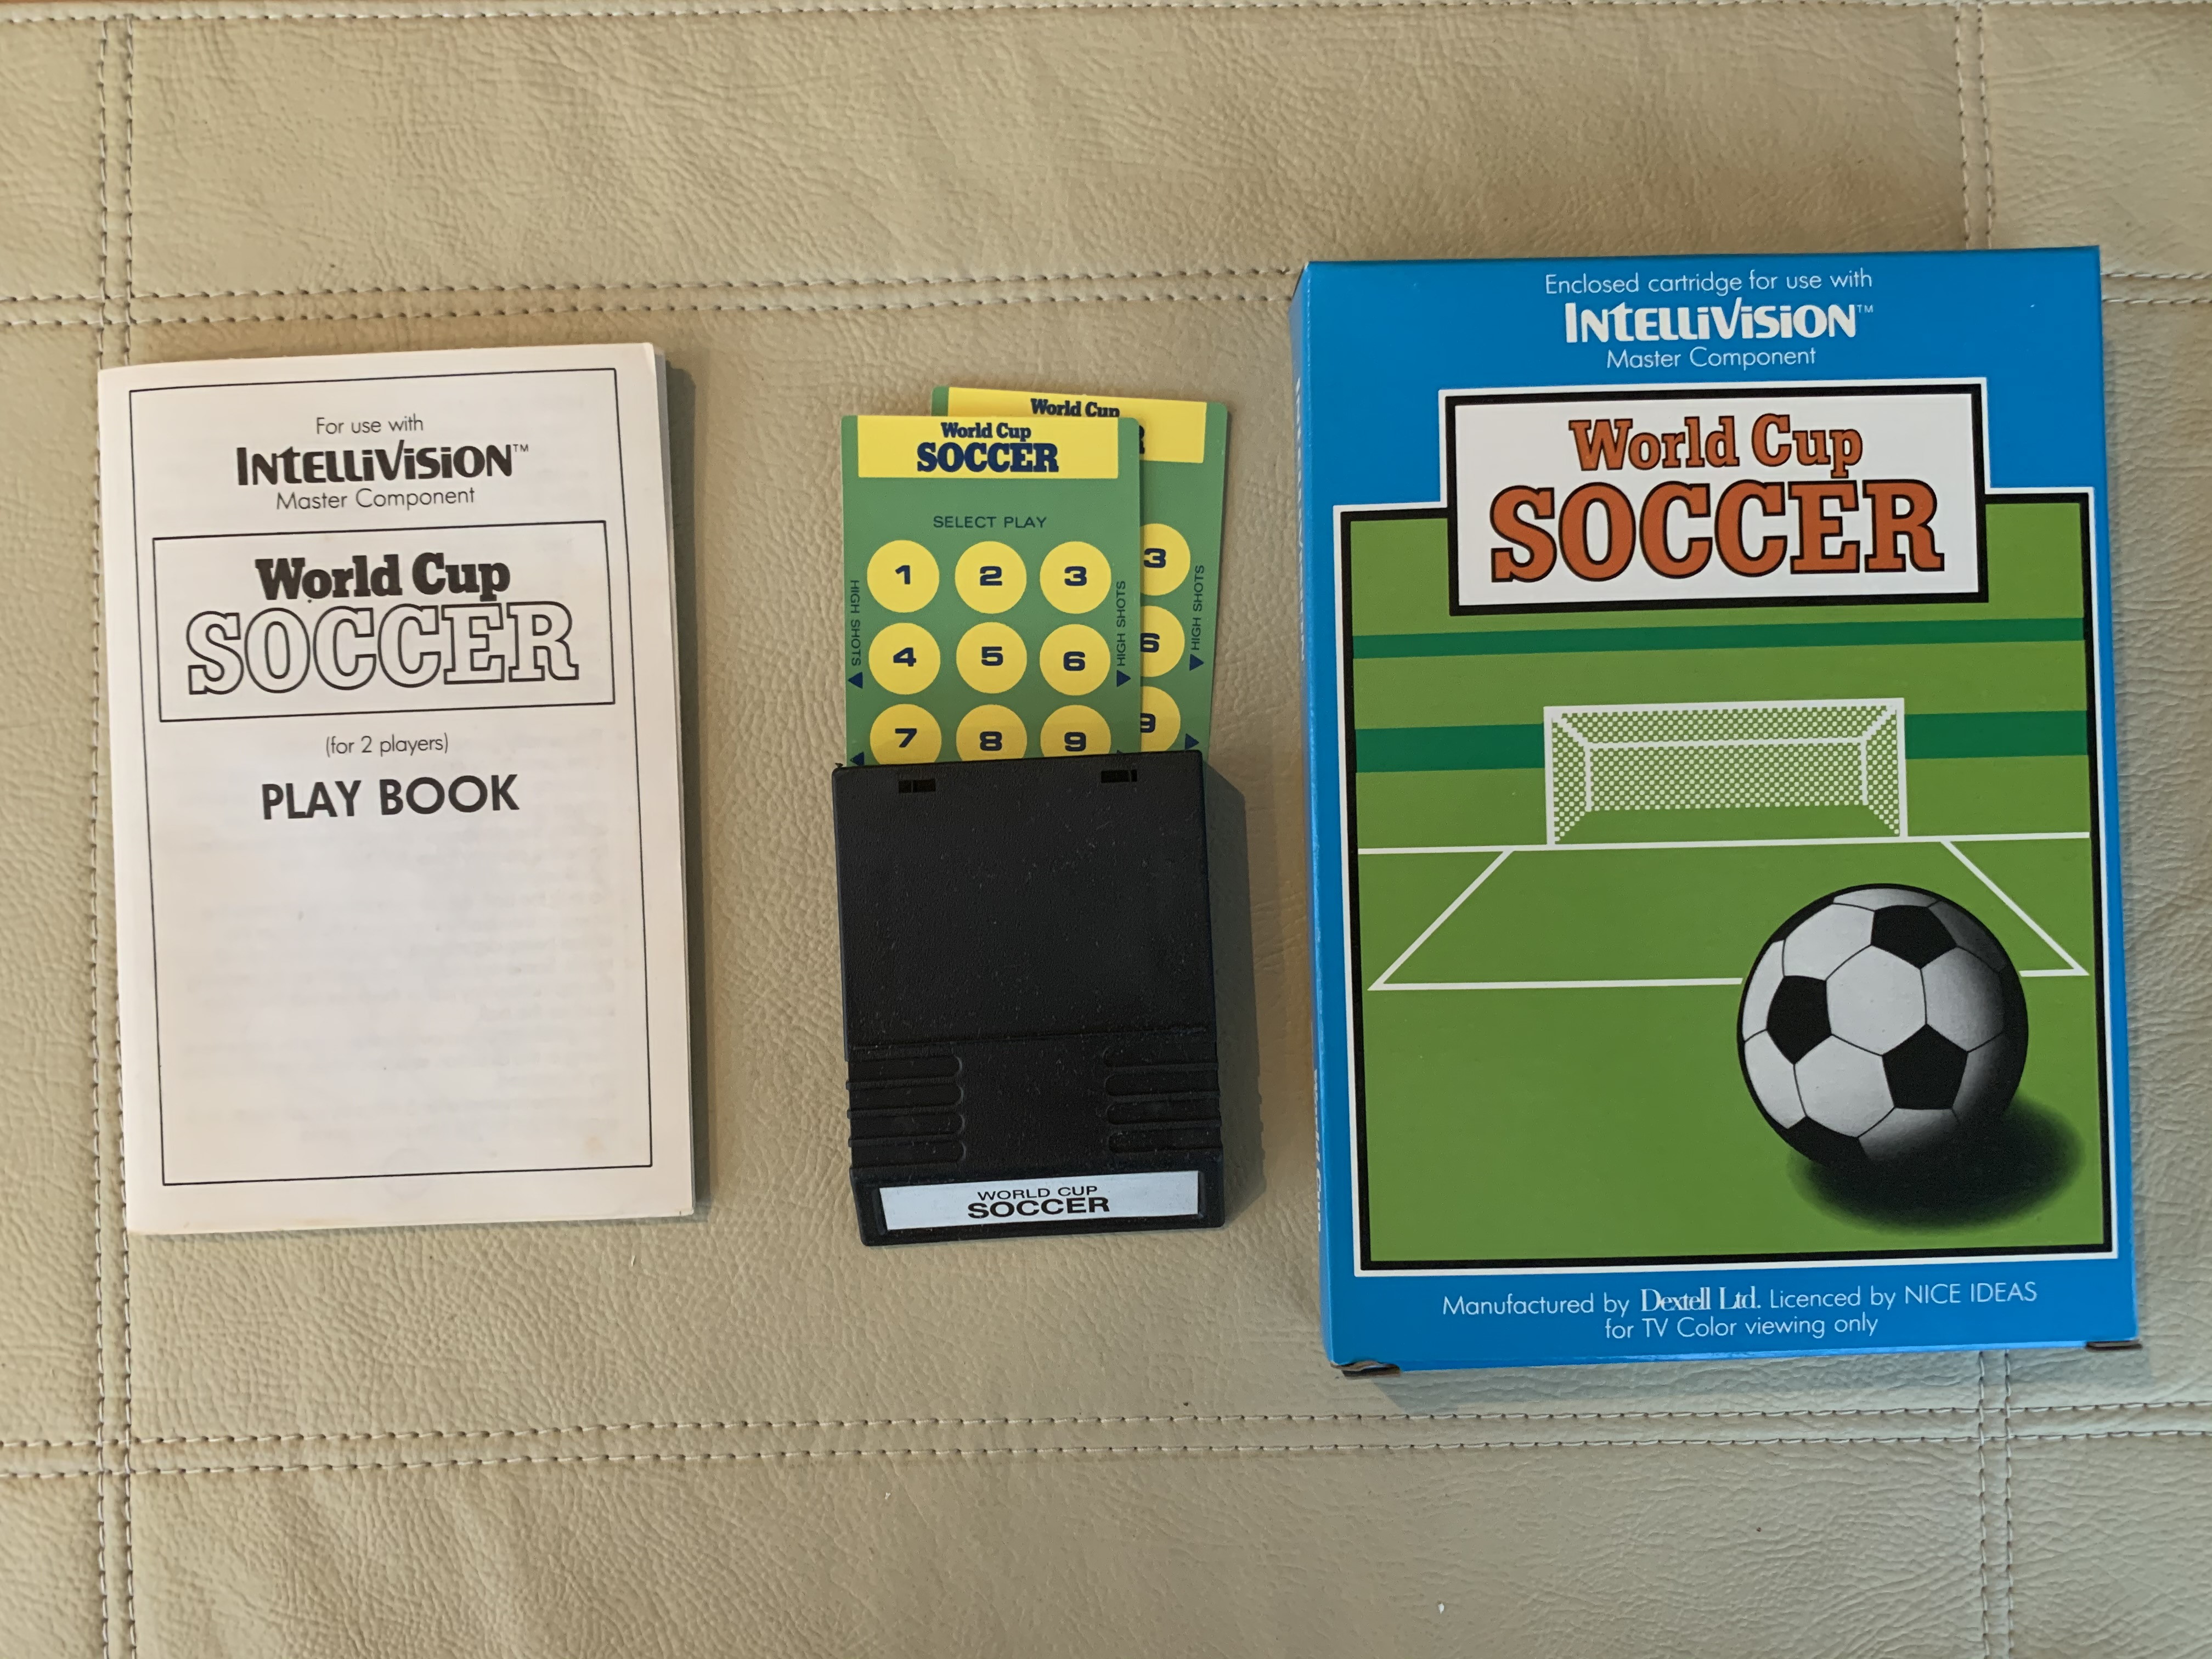 For use with
INTELLIVISION™
Master Component
World Cup
SOCCER
(for 2 players)
PLAY BOOK
World Cup
World Cup
SOCCER
SELECT PLAY
1 2 3
4 5 6
7 8 9
HIGH SHOTS
HIGH SHOTS
3
6
9
HIGH SHOTS
WORLD CUP
SOCCER
Enclosed cartridge for use with
INTELLIVISION™
Master Component
World Cup
SOCCER
Manufactured by Dextell Ltd. Licenced by NICE IDEAS
for TV Color viewing only